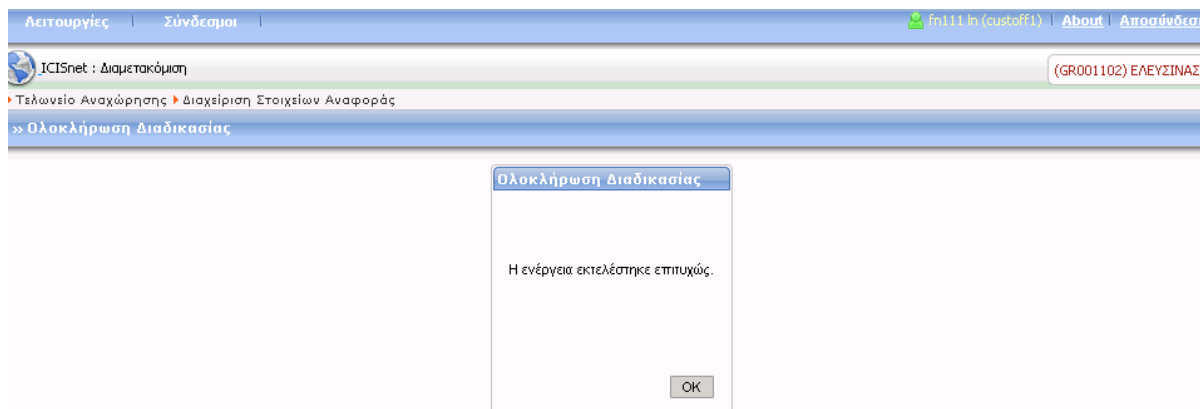 Λειτουργίες | Σύνδεσμοι | fn111 ln (custoff1) | About | Αποσύνδεσ
ICISnet : Διαμετακόμιση (GR001102) ΕΛΕΥΣΙΝΑΣ
Τελωνείο Αναχώρησης Διαχείριση Στοιχείων Αναφοράς
» Ολοκλήρωση Διαδικασίας
Ολοκλήρωση Διαδικασίας
Η ενέργεια εκτελέστηκε επιτυχώς.
OK